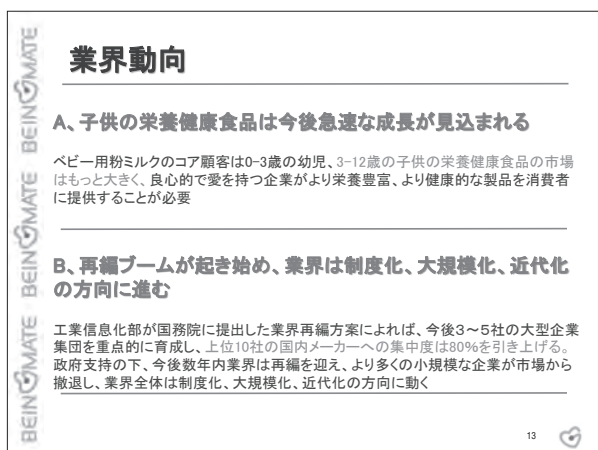 業界動向
A、子供の栄養健康食品は今後急速な成長が見込まれる
ベビー用粉ミルクのコア顧客は0-3歳の幼児、3-12歳の子供の栄養健康食品の市場
はもっと大きく、良心的で愛を持つ企業がより栄養豊富、より健康的な製品を消費者
に提供することが必要
B、再編ブームが起き始め、業界は制度化、大規模化、近代化
の方向に進む
工業信息化部が国務院に提出した業界再編方案によれば、今後3～5社の大型企業
集団を重点的に育成し、上位10社の国内メーカーへの集中度は80%を引き上げる。
政府支持の下、今後数年内業界は再編を迎え、より多くの小規模な企業が市場から
撤退し、業界全体は制度化、大規模化、近代化の方向に動く
13
BEINGMATE BEINGMATE BEINGMATE